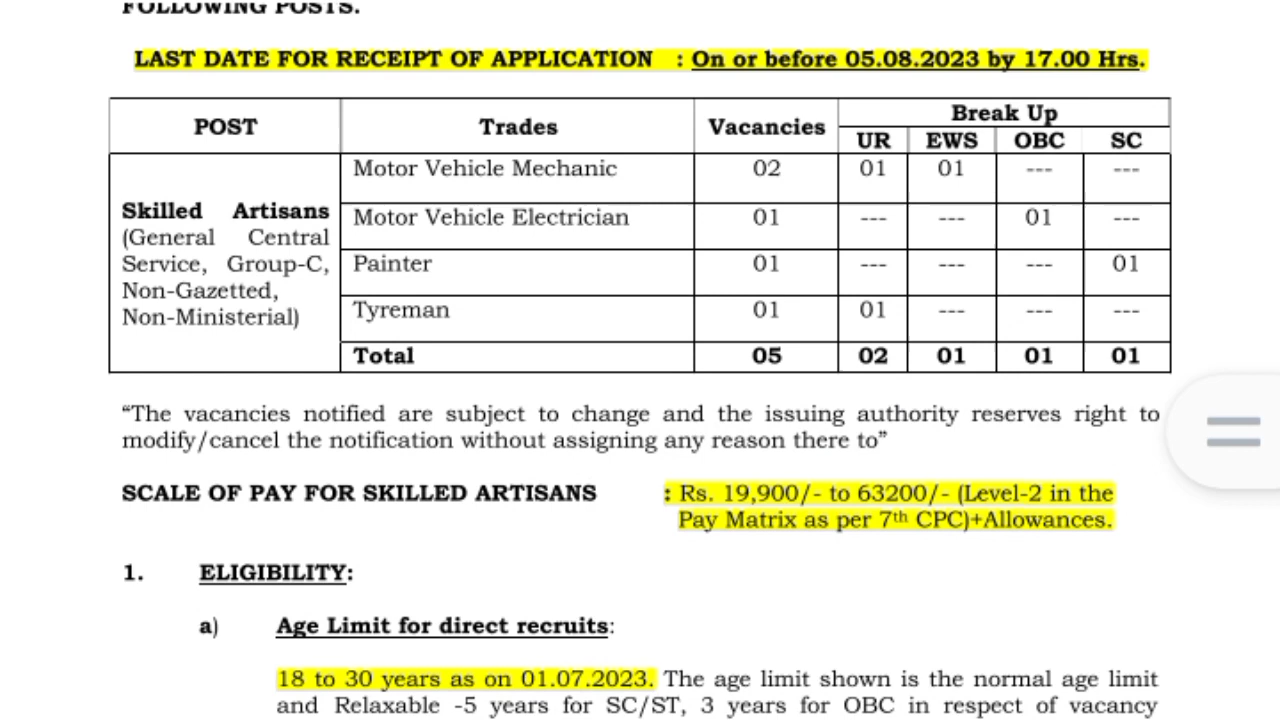 FOLLOWING POSTS.
LAST DATE FOR RECEIPT OF APPLICATION : On or before 05.08.2023 by 17.00 Hrs.
POST Trades Vacancies Break Up
UR EWS OBC SC
Skilled Artisans
(General Central
Service, Group-C,
Non-Gazetted,
Non-Ministerial)
Motor Vehicle Mechanic 02 01 01 --- ---
Motor Vehicle Electrician 01 --- --- 01 ---
Painter 01 --- --- --- 01
Tyreman 01 01 --- --- ---
Total 05 02 01 01 01
“The vacancies notified are subject to change and the issuing authority reserves right to
modify/cancel the notification without assigning any reason there to”
SCALE OF PAY FOR SKILLED ARTISANS : Rs. 19,900/- to 63200/- (Level-2 in the
Pay Matrix as per 7th CPC)+Allowances.
1. ELIGIBILITY:
a) Age Limit for direct recruits:
18 to 30 years as on 01.07.2023. The age limit shown is the normal age limit
and Relaxable -5 years for SC/ST, 3 years for OBC in respect of vacancy